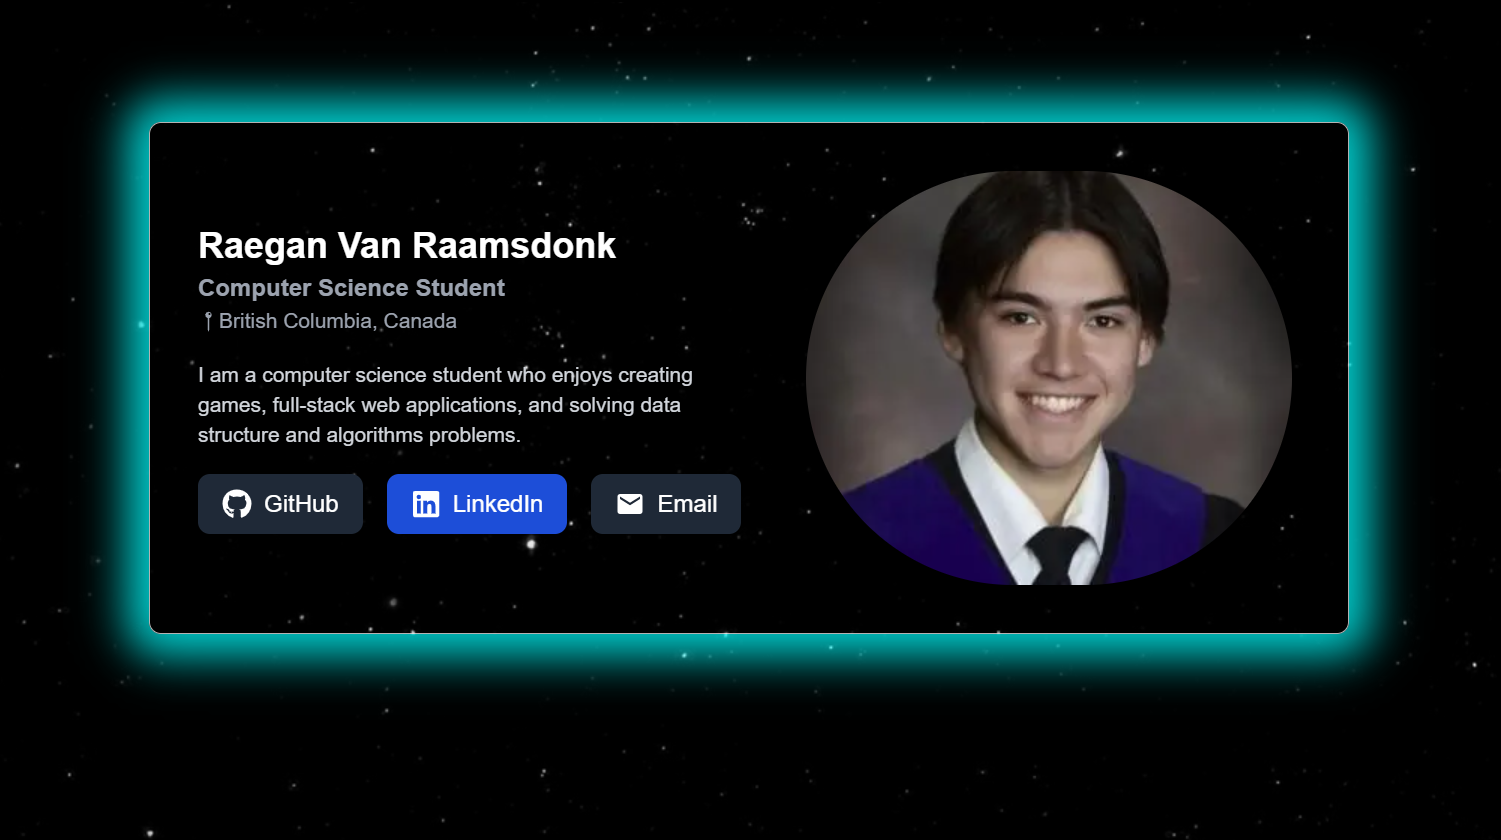 Raegan Van Raamsdonk
Computer Science Student
British Columbia, Canada
I am a computer science student who enjoys creating
games, full-stack web applications, and solving data
structure and algorithms problems.
GitHub
LinkedIn
Email